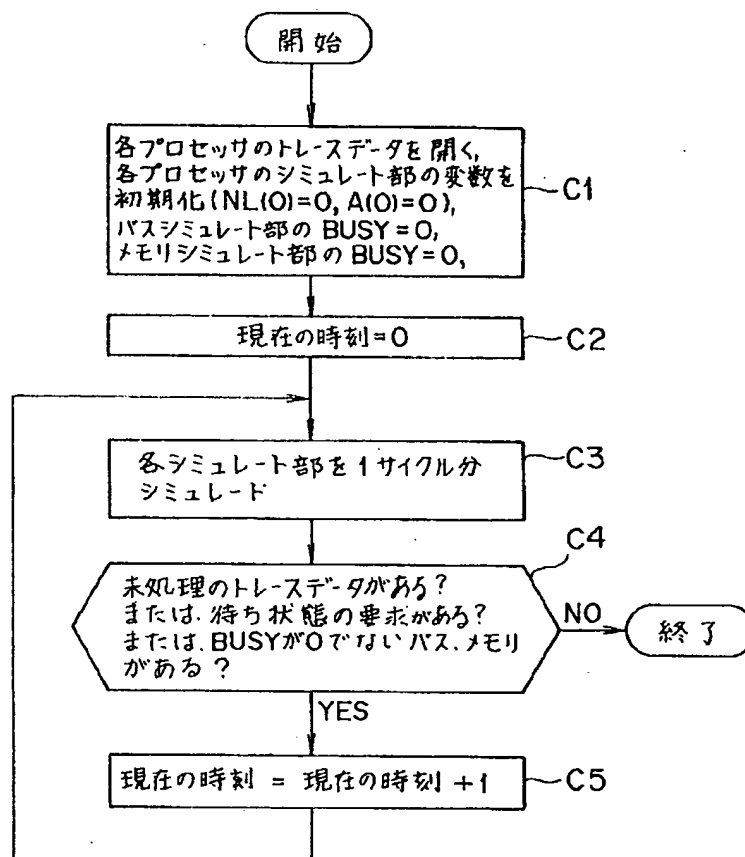 開始
各プロセッサのトレースデータを開く,
各プロセッサのシミュレート部の変数を
初期化(NL(0)=0, A(0)=0),
バスシミュレート部の BUSY=0,
メモリシミュレート部の BUSY=0,
C1
現在の時刻=0
C2
各シミュレート部を1サイクル分
シミュレード
C3
C4
未処理のトレースデータがある?
または、待ち状態の要求がある?
または、BUSYが0でないバス、メモリ
がある?
NO
終了
YES
現在の時刻 = 現在の時刻 +1
C5